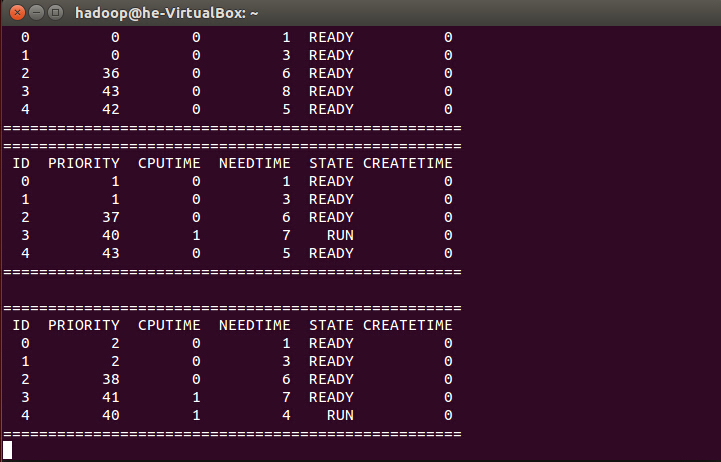 hadoop@he-VirtualBox: ~
0 0 0 1 READY 0
1 0 0 3 READY 0
2 36 0 6 READY 0
3 43 0 8 READY 0
4 42 0 5 READY 0
==================================================
==================================================
ID PRIORITY CPUTIME NEEDTIME STATE CREATETIME
0 1 0 1 READY 0
1 1 0 3 READY 0
2 37 0 6 READY 0
3 40 1 7 RUN 0
4 43 0 5 READY 0
==================================================
==================================================
ID PRIORITY CPUTIME NEEDTIME STATE CREATETIME
0 2 0 1 READY 0
1 2 0 3 READY 0
2 38 0 6 READY 0
3 41 1 7 READY 0
4 40 1 4 RUN 0
==================================================